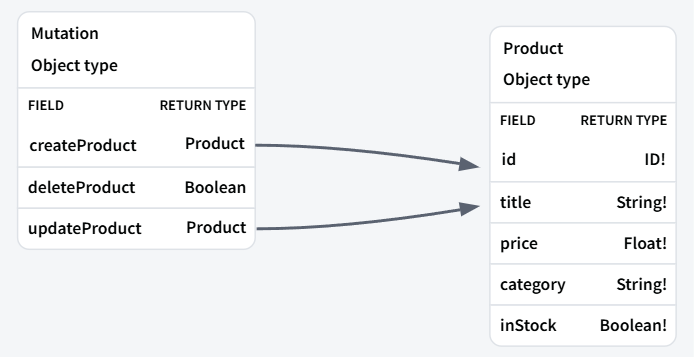 Mutation
Object type
FIELD RETURN TYPE
createProduct Product
deleteProduct Boolean
updateProduct Product
Product
Object type
FIELD RETURN TYPE
id ID!
title String!
price Float!
category String!
inStock Boolean!